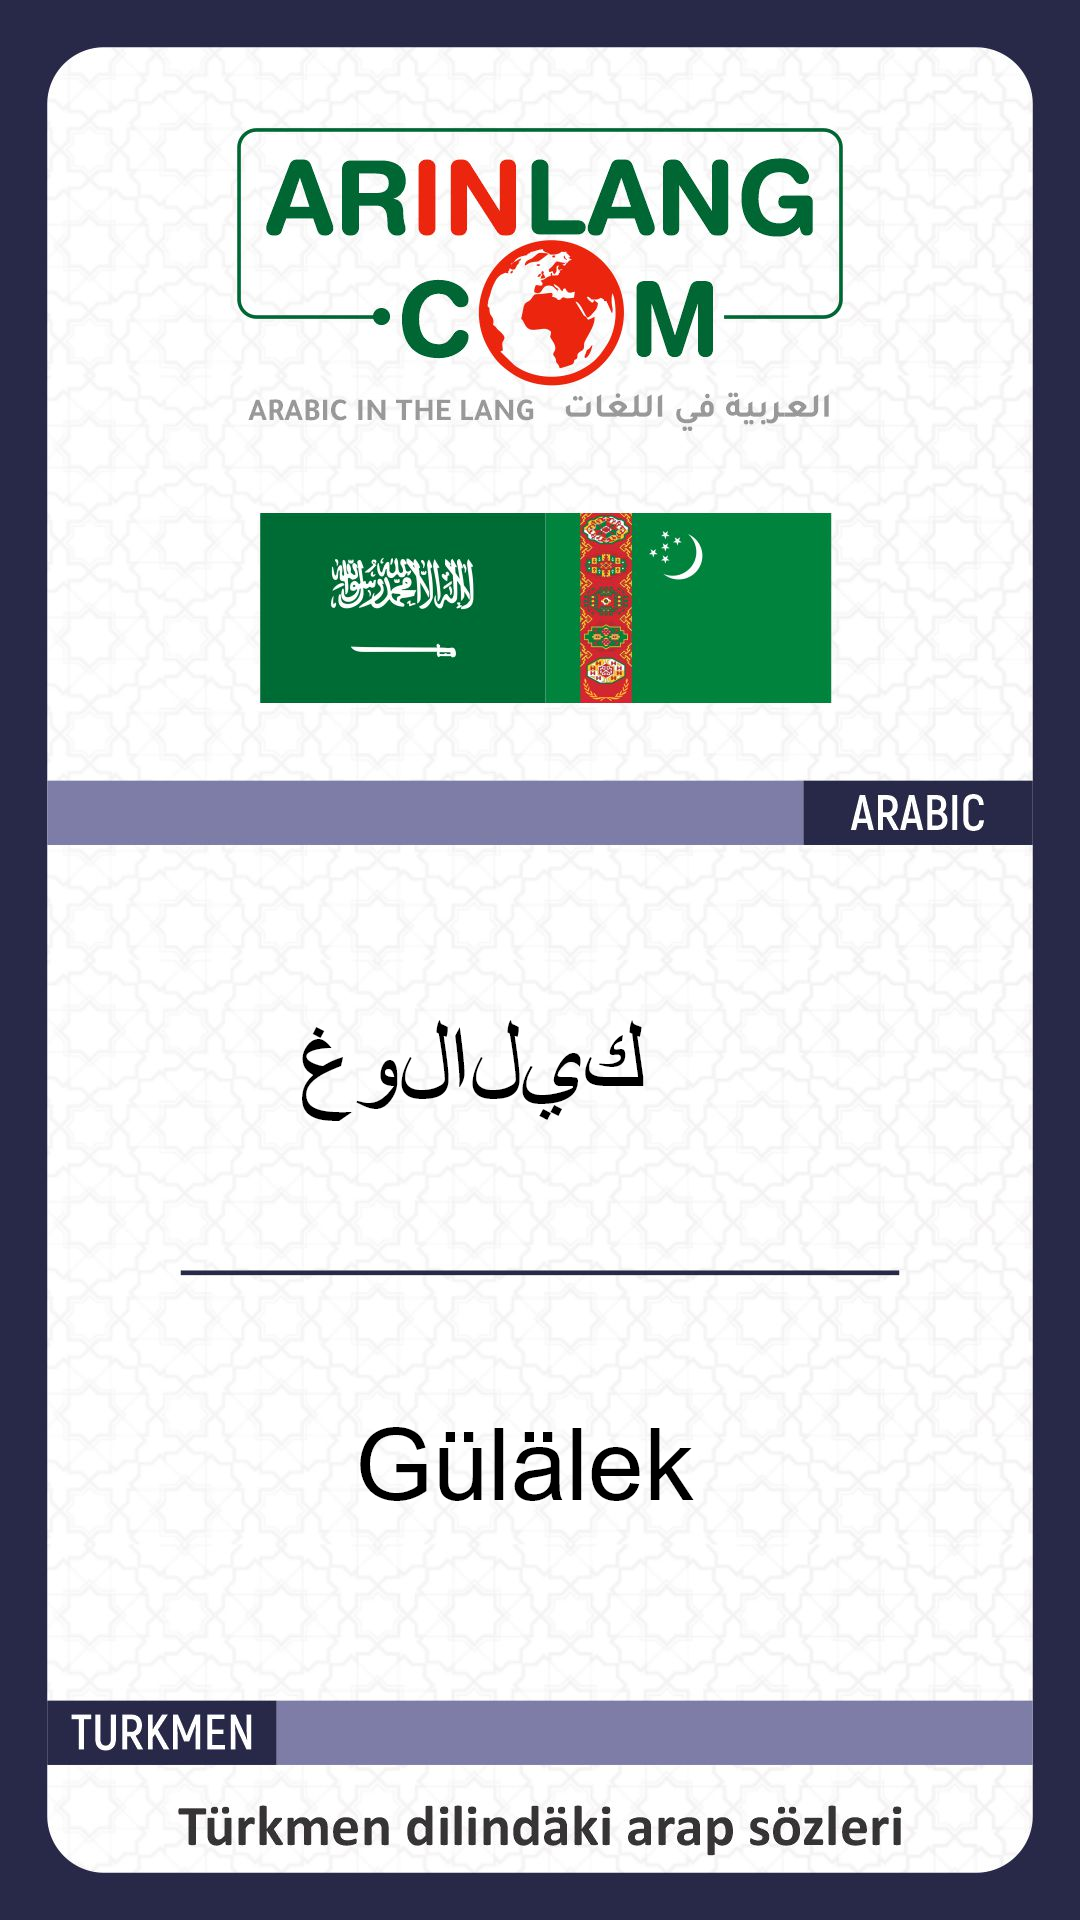 ARINLANG
.COM
ARABIC IN THE LANG العربية في اللغات
لا إله إلا الله محمد رسول الله
ARABIC
ك‌ي‌ل‌ا‌ل‌و‌غ
Gülälek
TURKMEN
Türkmen dilindäki arap sözleri